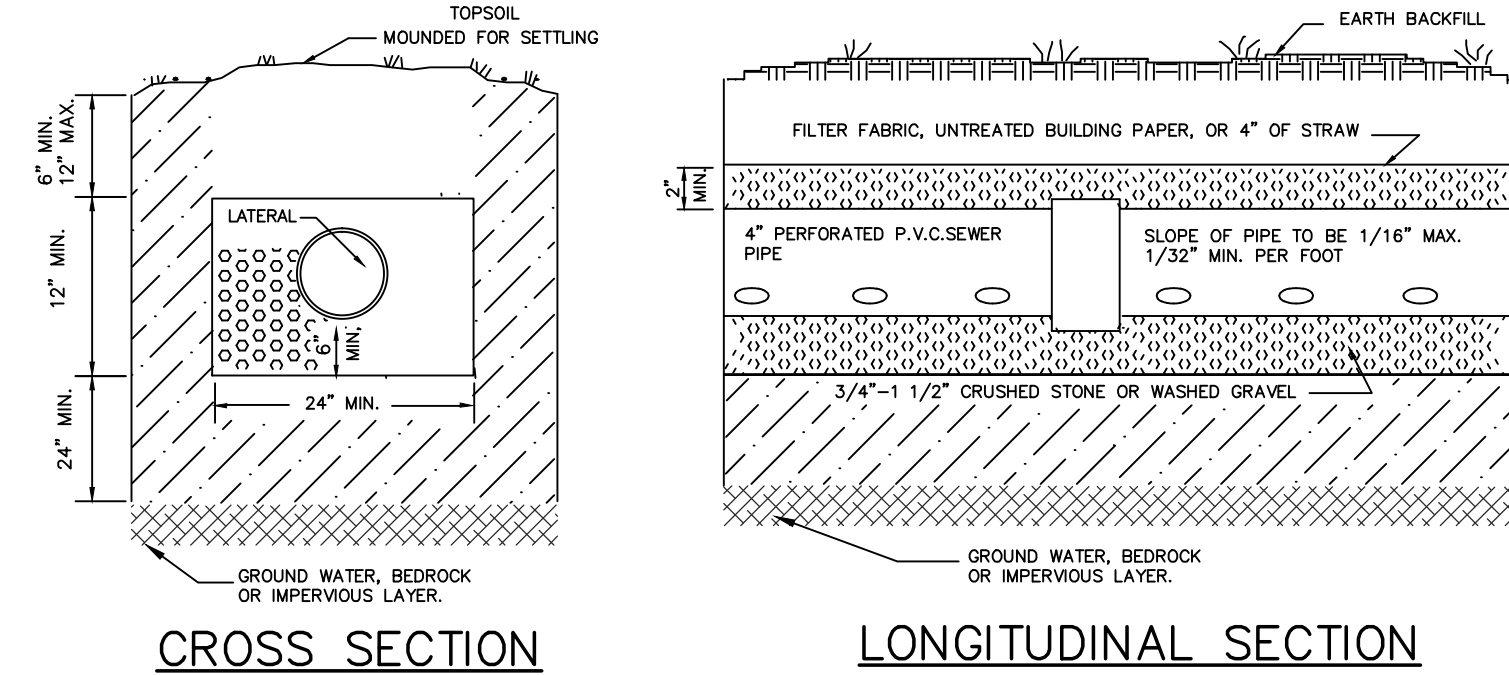 TOPSOIL
MOUNDED FOR SETTLING
6” MIN.
12” MAX.
LATERAL
12” MIN.
6”
MIN.
24” MIN.
24” MIN.
GROUND WATER, BEDROCK
OR IMPERVIOUS LAYER.
CROSS SECTION
EARTH BACKFILL
FILTER FABRIC, UNTREATED BUILDING PAPER, OR 4” OF STRAW
2”
MIN.
4” PERFORATED P.V.C.SEWER
PIPE
SLOPE OF PIPE TO BE 1/16” MAX.
1/32” MIN. PER FOOT
3/4”-1 1/2” CRUSHED STONE OR WASHED GRAVEL
GROUND WATER, BEDROCK
OR IMPERVIOUS LAYER.
LONGITUDINAL SECTION